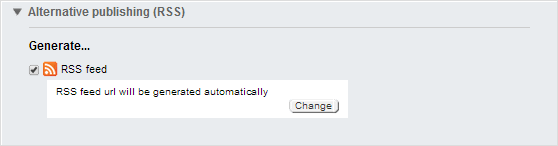 Alternative publishing (RSS)
Generate...
RSS feed
RSS feed url will be generated automatically
Change